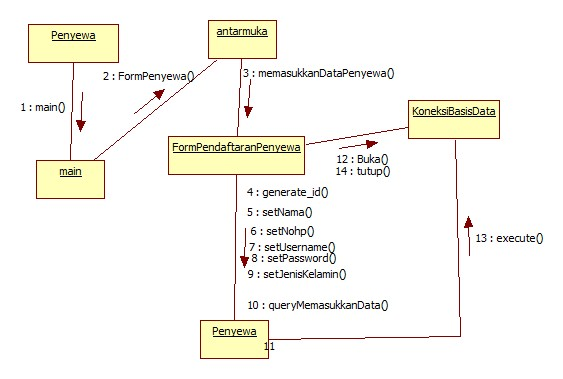 Penyewa
antarmuka
2 : FormPenyewa()
3 : memasukkanDataPenyewa()
1 : main()
KoneksiBasisData
FormPendaftaranPenyewa
main
12 : Buka()
14 : tutup()
4 : generate_id()
5 : setNama()
6 : setNohp()
7 : setUsername()
8 : setPassword()
9 : setJenisKelamin()
13 : execute()
10 : queryMemasukkanData()
Penyewa
11